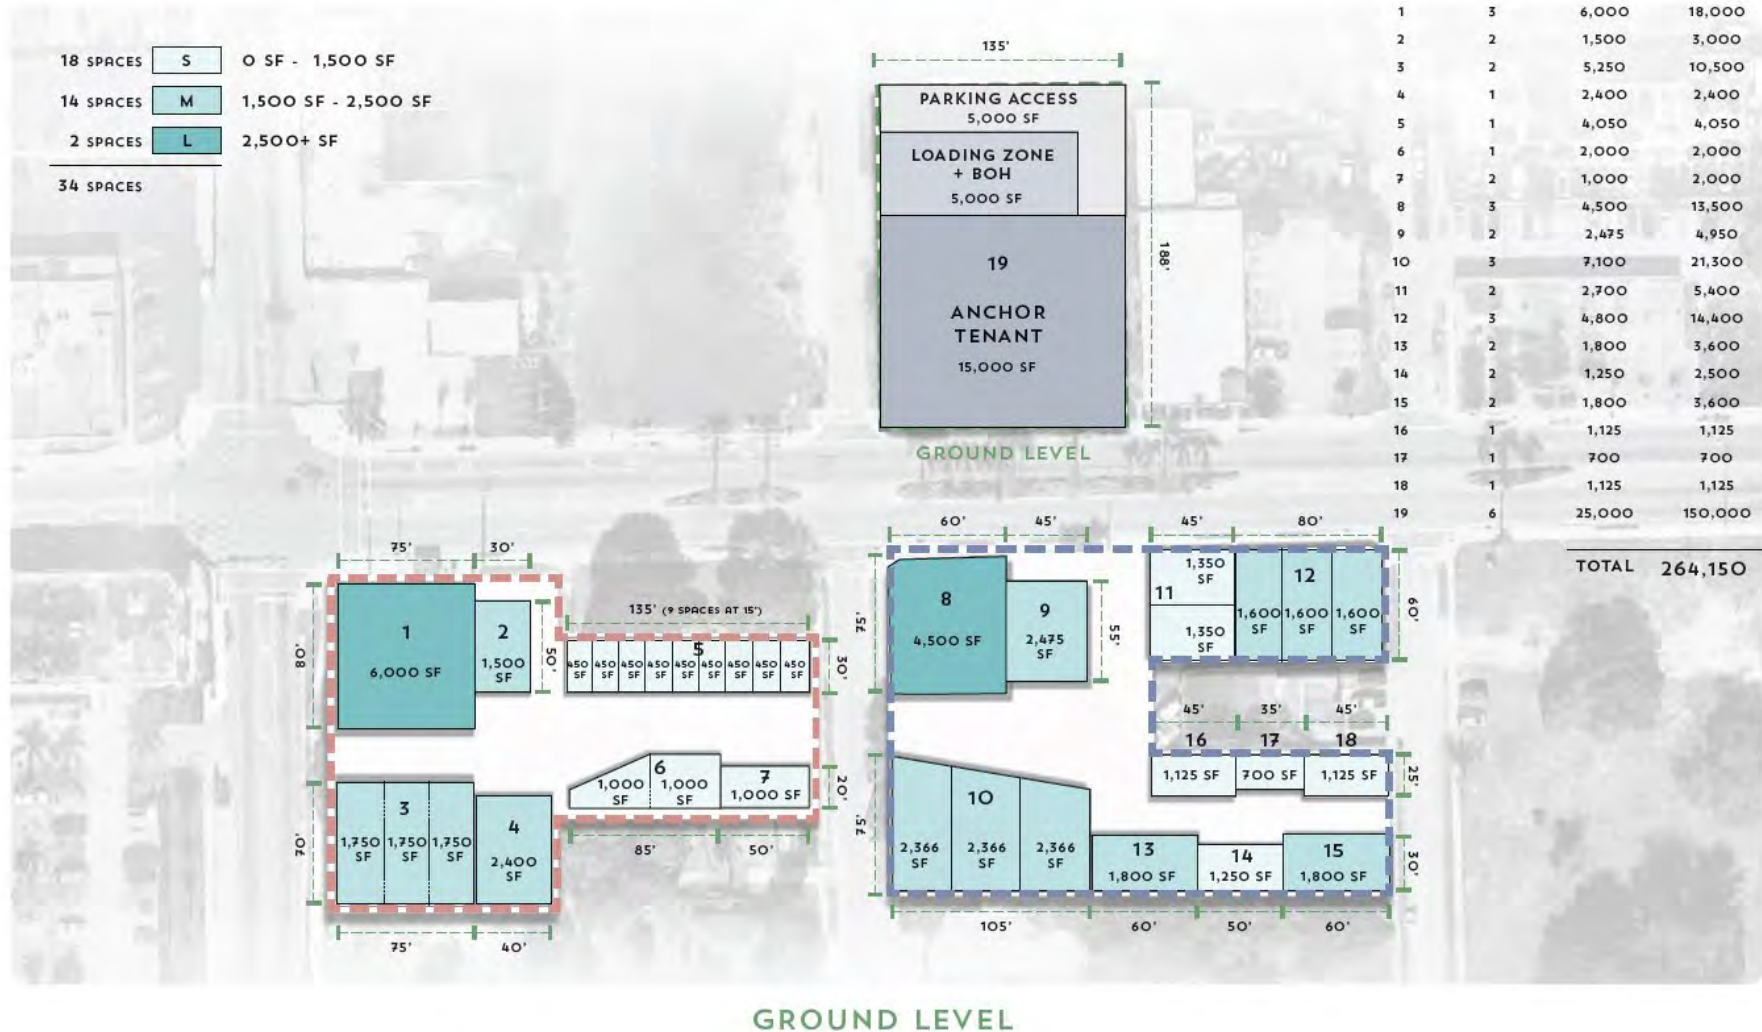 18 SPACES S 0 SF - 1,500 SF
14 SPACES M 1,500 SF - 2,500 SF
2 SPACES L 2,500+ SF
34 SPACES
135'
PARKING ACCESS
5,000 SF
LOADING ZONE
+ BOH
5,000 SF
188'
19
ANCHOR
TENANT
15,000 SF
GROUND LEVEL
1 3 6,000 18,000
2 2 1,500 3,000
3 2 5,250 10,500
4 1 2,400 2,400
5 1 4,050 4,050
6 1 2,000 2,000
7 2 1,000 2,000
8 3 4,500 13,500
9 2 2,475 4,950
10 3 7,100 21,300
11 2 2,700 5,400
12 3 4,800 14,400
13 2 1,800 3,600
14 2 1,250 2,500
15 2 1,800 3,600
16 1 1,125 1,125
17 1 700 700
18 1 1,125 1,125
19 6 25,000 150,000
TOTAL 264,150
75' 30'
80'
1
6,000 SF
2
1,500
SF
50'
135' (9 SPACES AT 15')
5
450 450 450 450 450 450 450 450 450
SF SF SF SF SF SF SF SF SF
30'
6
1,000 1,000
SF SF
7
1,000 SF
20'
85' 50'
70'
3
1,750 1,750 1,750
SF SF SF
4
2,400
SF
75' 40'
60' 45'
75'
8
4,500 SF
9
2,475
SF
55'
45' 80'
1,350
SF
11
1,350
SF
12
1,600 1,600 1,600
SF SF SF
60'
45' 35' 45'
16 17 18
1,125 SF 700 SF 1,125 SF
25'
75'
10
2,366 2,366 2,366
SF SF SF
13
1,800 SF
14
1,250 SF
15
1,800 SF
30'
105' 60' 50' 60'
GROUND LEVEL